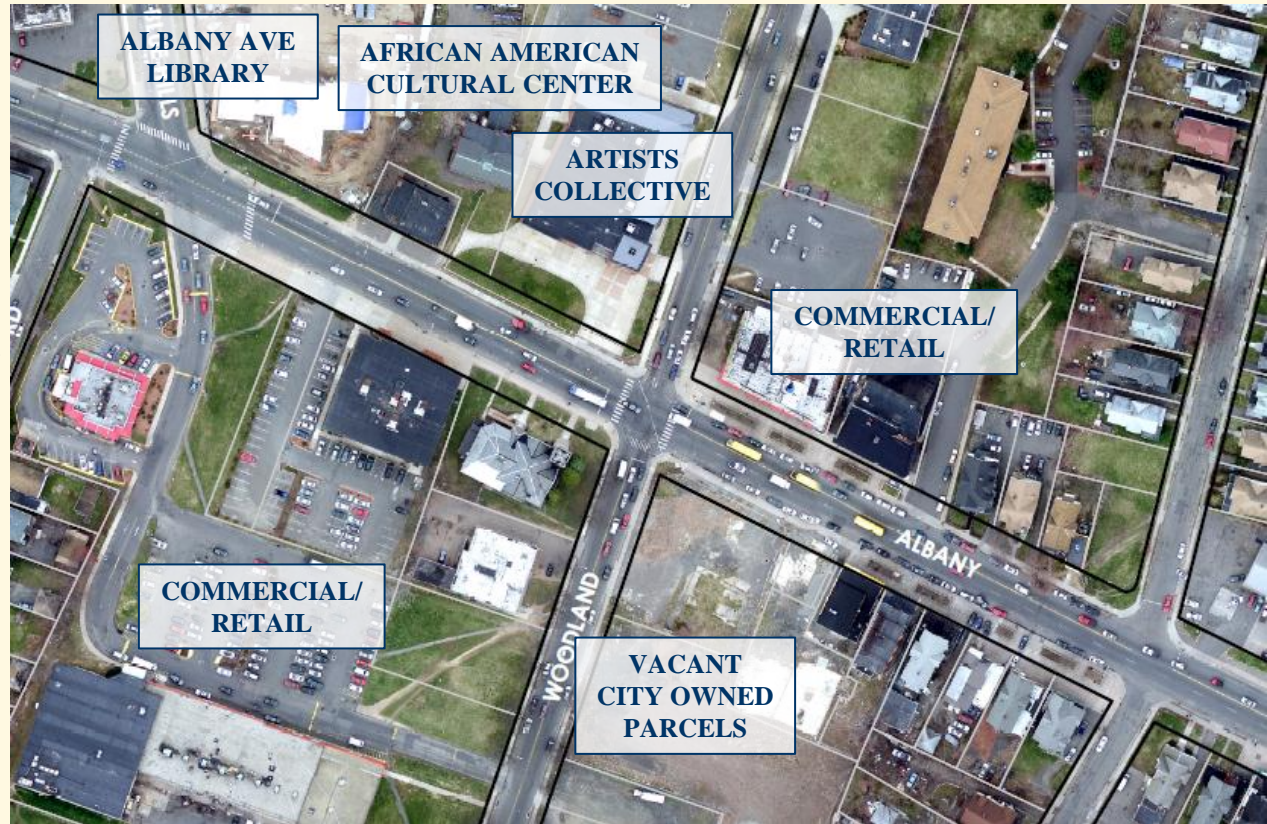 ALBANY AVE
LIBRARY
AFRICAN AMERICAN
CULTURAL CENTER
ARTISTS
COLLECTIVE
COMMERCIAL/
RETAIL
ALBANY
COMMERCIAL/
RETAIL
WOODLAND
VACANT
CITY OWNED
PARCELS